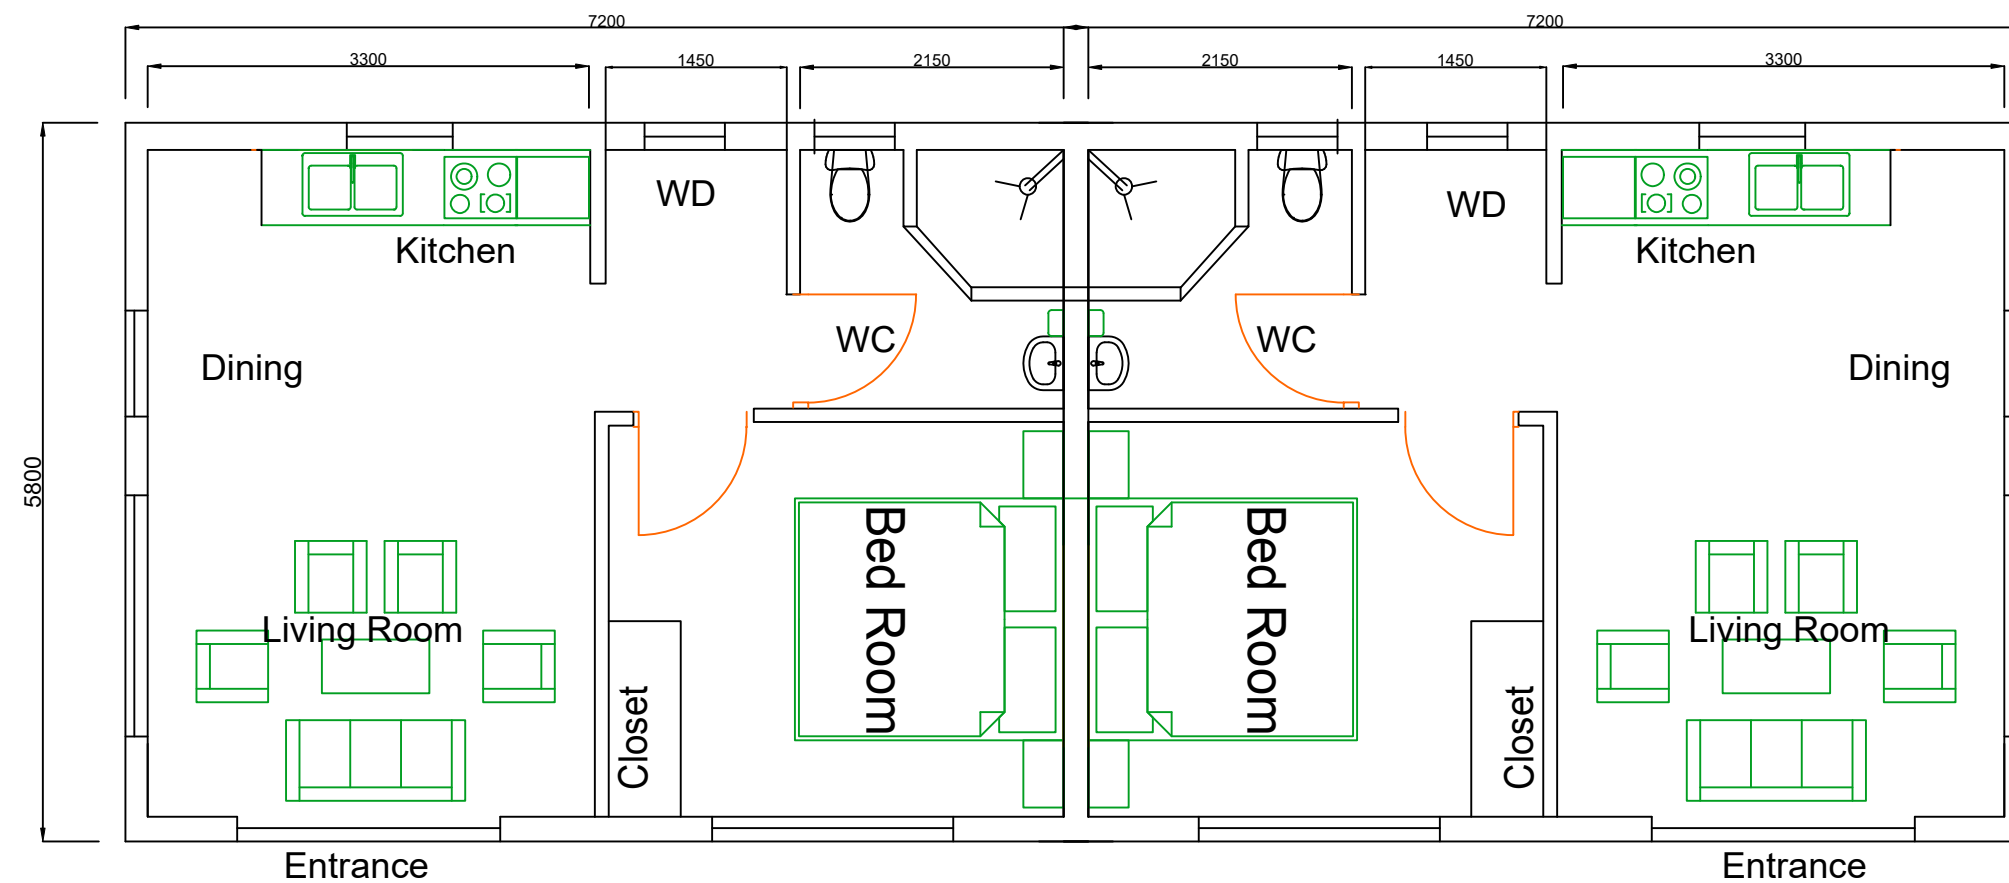 7200 7200
3300 1450 2150 2150 1450 3300
WD WD
Kitchen Kitchen
WC WC
Dining Dining
5800
Bed Room Bed Room
Living Room Living Room
Closet Closet
Entrance Entrance